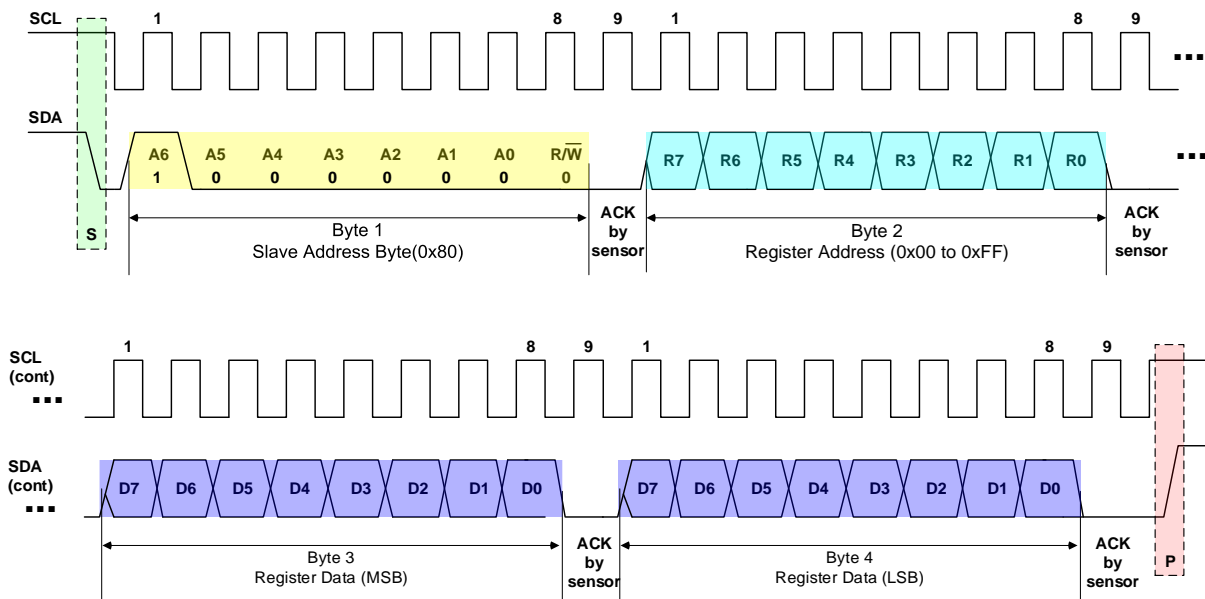 SCL 1 8 9 1 8 9
...
SDA
A6 A5 A4 A3 A2 A1 A0 R/W̅ R7 R6 R5 R4 R3 R2 R1 R0
...
1 0 0 0 0 0 0 0
S
Byte 1
Slave Address Byte(0x80)
ACK
by
sensor
Byte 2
Register Address (0x00 to 0xFF)
ACK
by
sensor
SCL
(cont)
...
1 8 9 1 8 9
SDA
(cont)
...
D7 D6 D5 D4 D3 D2 D1 D0 D7 D6 D5 D4 D3 D2 D1 D0
Byte 3
Register Data (MSB)
ACK
by
sensor
Byte 4
Register Data (LSB)
ACK
by
sensor
P